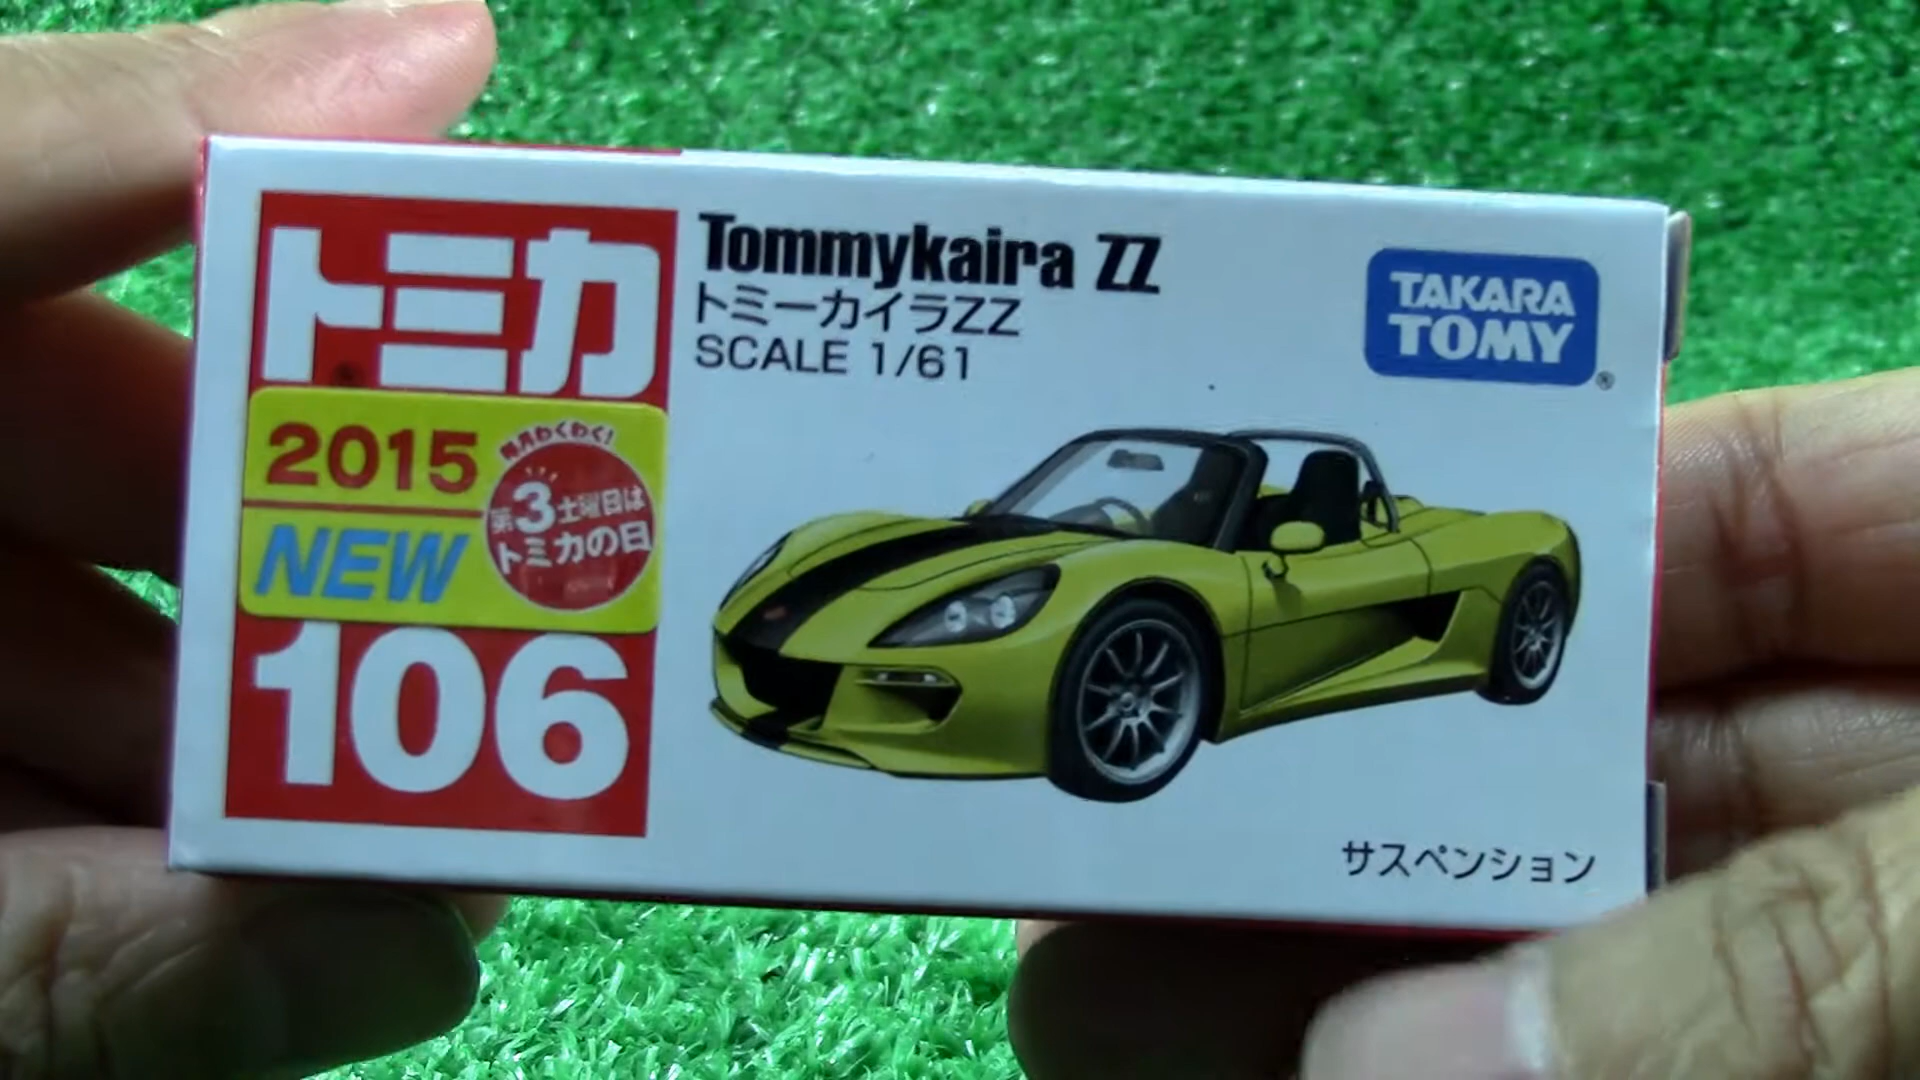 トミカ
2015
NEW
毎月わくわく!
第3土曜日は
トミカの日
106
Tommykaira ZZ
トミーカイラZZ
SCALE 1/61
TAKARA
TOMY
®
サスペンション